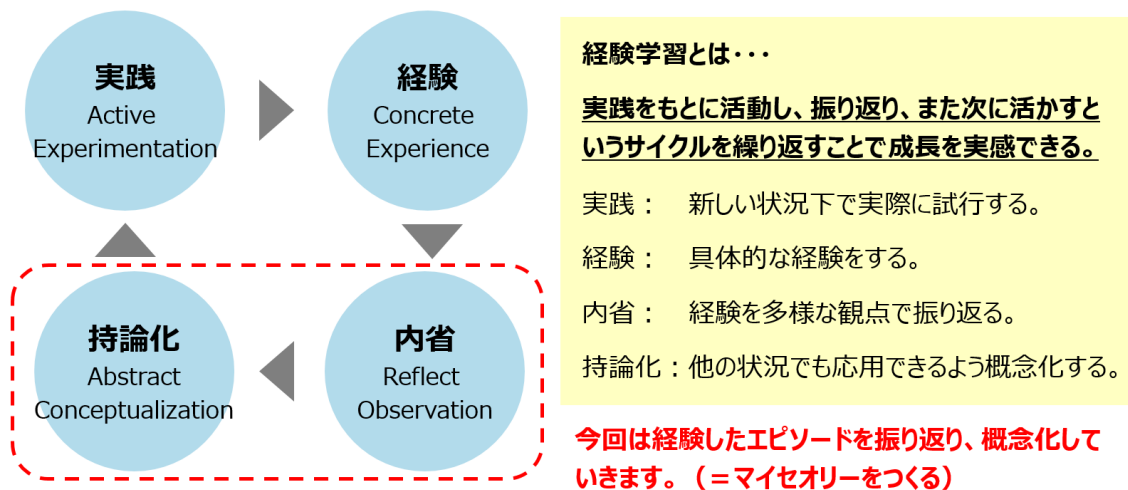 実践
Active
Experimentation
経験
Concrete
Experience
持論化
Abstract
Conceptualization
内省
Reflect
Observation
経験学習とは・・・
実践をもとに活動し、振り返り、また次に活かすと
いうサイクルを繰り返すことで成長を実感できる。
実践： 新しい状況下で実際に試行する。
経験： 具体的な経験をする。
内省： 経験を多様な観点で振り返る。
持論化：他の状況でも応用できるよう概念化する。
今回は経験したエピソードを振り返り、概念化して
いきます。（＝マイセオリーをつくる）